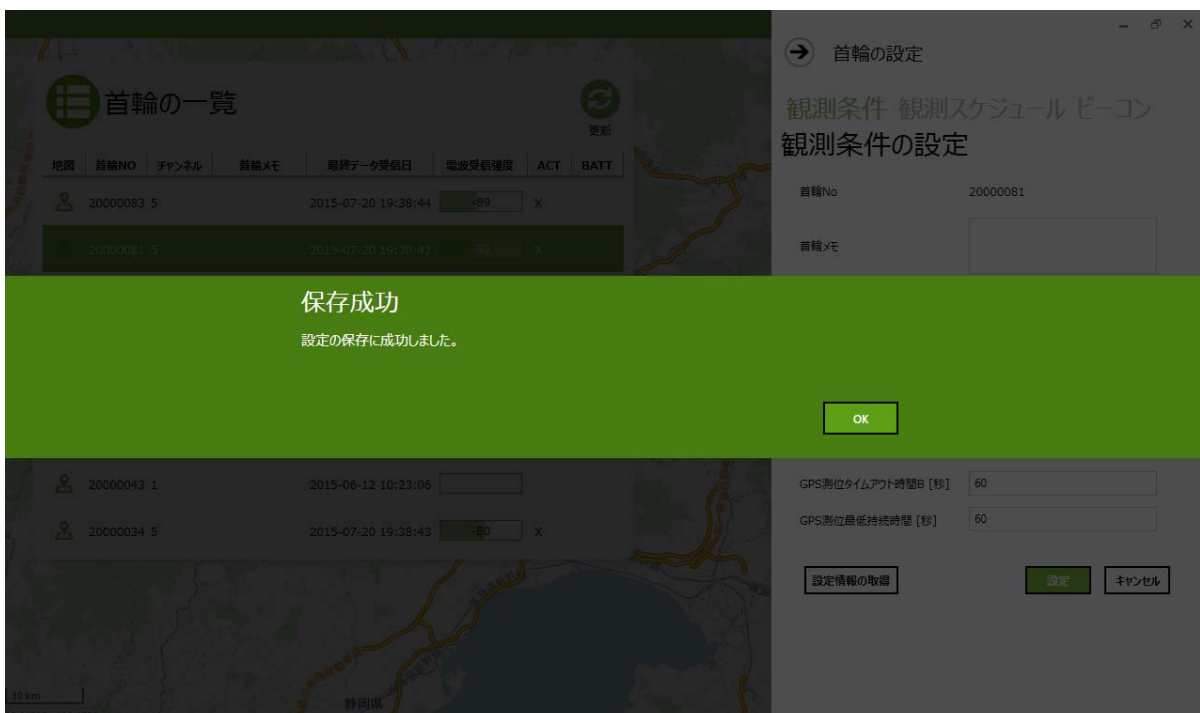 首輪の一覧
更新
地図 首輪NO チャンネル 首輪メモ 最終データ受信日 電波受信強度 ACT BATT
20000083 5 2015-07-20 19:38:44 -89 X
20000081 5 2015-07-20 19:38:42 -93 X
20000043 1 2015-06-12 10:23:06
20000034 5 2015-07-20 19:38:43 -80 X
10 km
静岡県
首輪の設定
観測条件 観測スケジュール ビーコン
観測条件の設定
首輪No 20000081
首輪メモ
保存成功
設定の保存に成功しました。
OK
GPS測位タイムアウト時間B [秒] 60
GPS測位最低持続時間 [秒] 60
設定情報の取得 設定 キャンセル